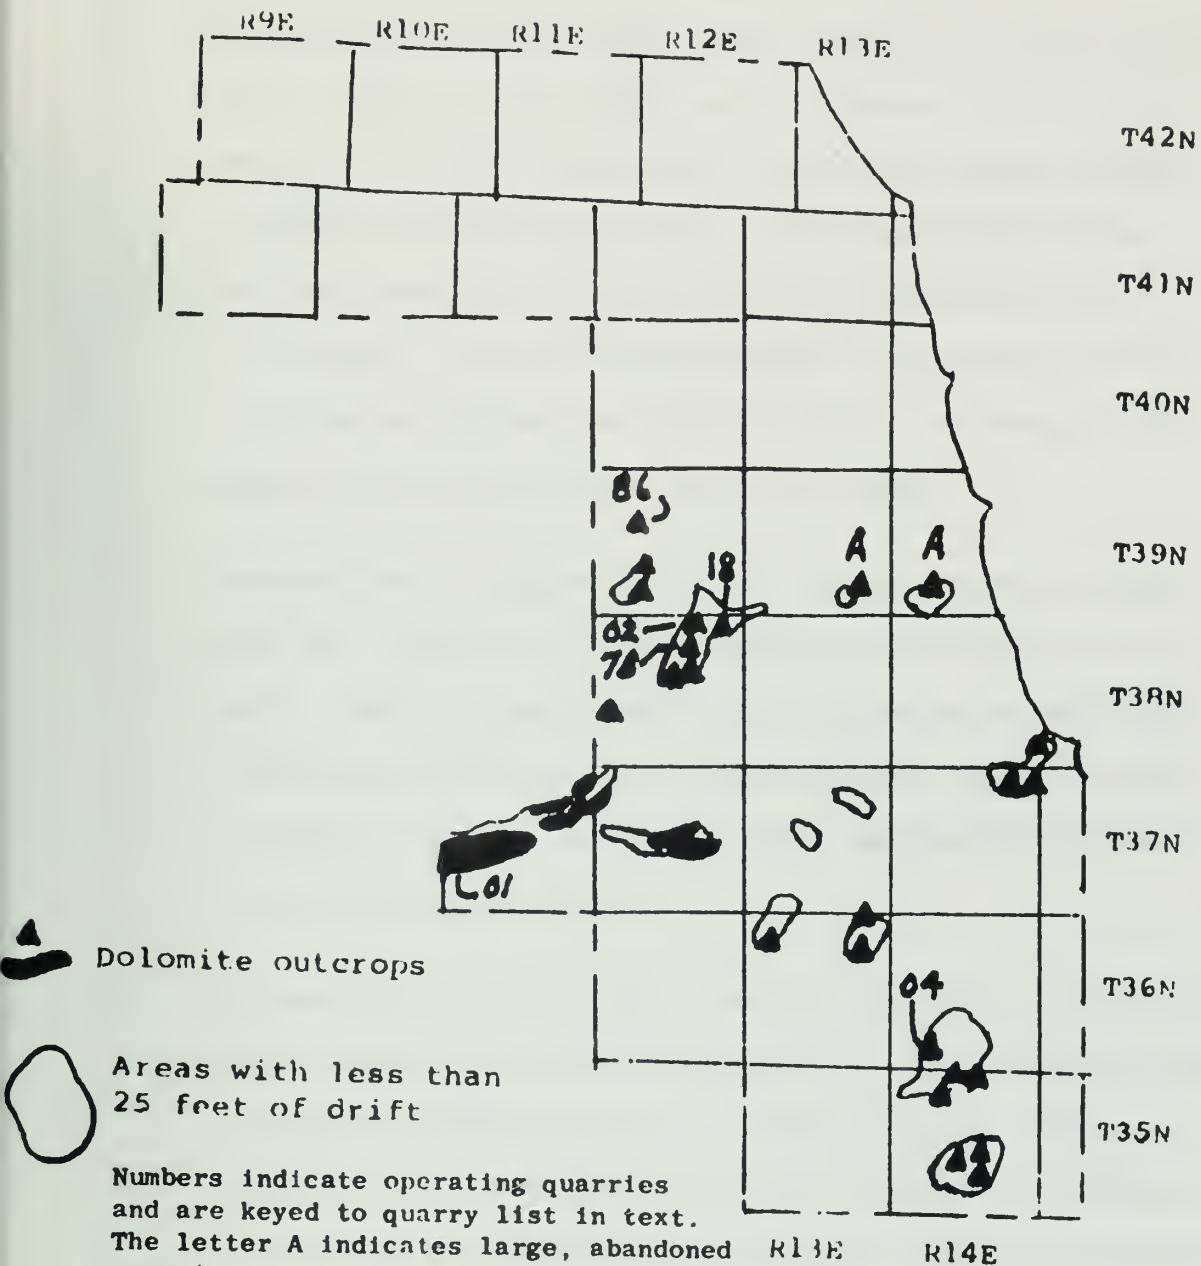 R9E R10E R11E R12E R13E
T42N
T41N
T40N
86
T39N
A A
18
02
7
T38N
T37N
01
Dolomite outcrops
T36N
04
Areas with less than
25 feet of drift
T35N
Numbers indicate operating quarries
and are keyed to quarry list in text.
The letter A indicates large, abandoned
R13E R14E